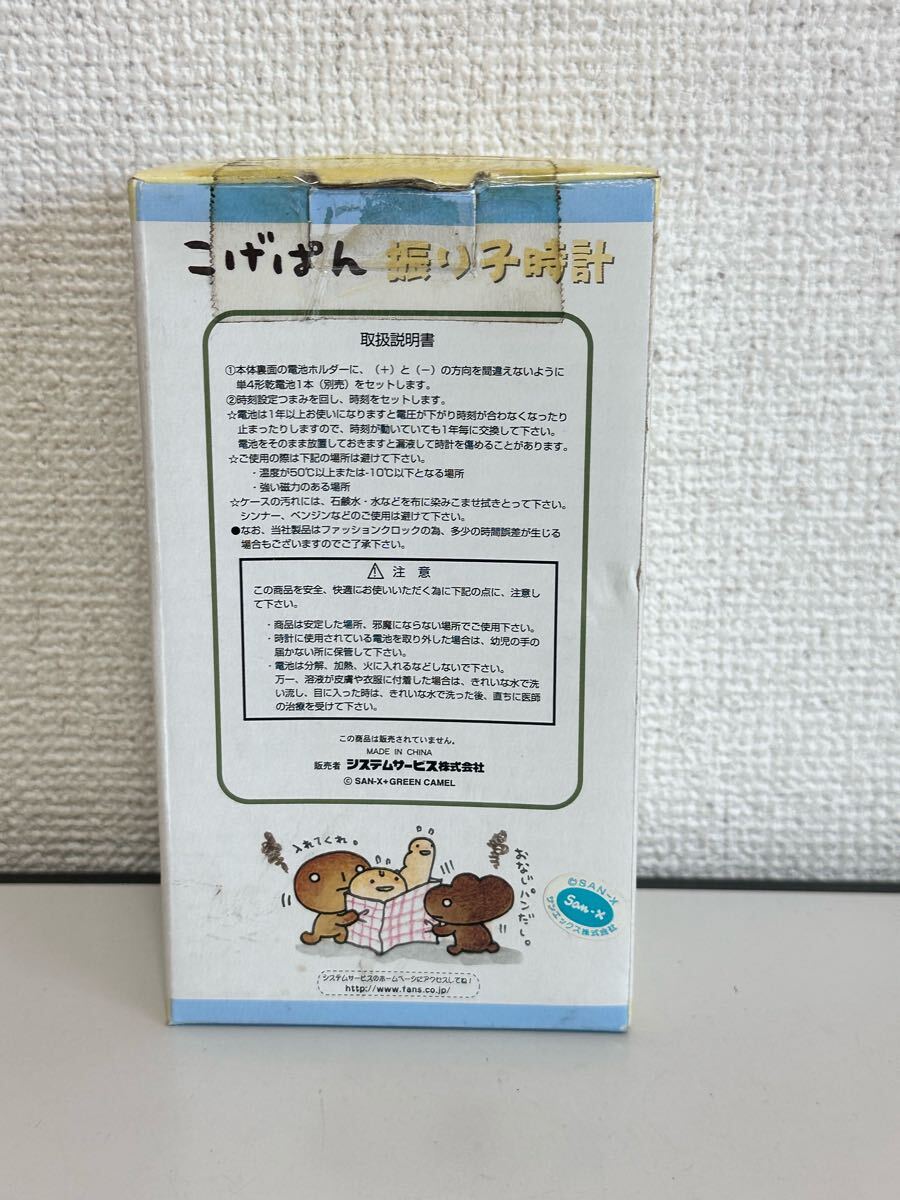 こげぱん 振り子時計
取扱説明書
①本体裏面の電池ホルダーに、(+)と(−)の方向を間違えないように
単4形乾電池1本(別売)をセットします。
②時刻設定つまみを回し、時刻をセットします。
☆電池は1年以上お使いになりますと電圧が下がり時刻が合わなくなったり
止まったりしますので、時刻が動いていても1年毎に交換して下さい。
電池をそのまま放置しておきますと漏液して時計を傷めることがあります。
☆ご使用の際は下記の場所は避けて下さい。
・温度が50℃以上または-10℃以下となる場所
・強い磁力のある場所
☆ケースの汚れには、石鹸水・水などを布に染みこませ拭きとって下さい。
シンナー、ベンジンなどのご使用は避けて下さい。
●なお、当社製品はファッションクロックの為、多少の時間誤差が生じる
場合もございますのでご了承下さい。
⚠ 注 意
この商品を安全、快適にお使いいただく為に下記の点に、注意し
て下さい。
・商品は安定した場所、邪魔にならない場所でご使用下さい。
・時計に使用されている電池を取り外した場合は、幼児の手の
届かない所に保管して下さい。
・電池は分解、加熱、火に入れるなどしないで下さい。
万一、溶液が皮膚や衣服に付着した場合は、きれいな水で洗
い流し、目に入った時は、きれいな水で洗った後、直ちに医師
の治療を受けて下さい。
この商品は販売されていません。
MADE IN CHINA
販売者 システムサービス株式会社
© SAN-X+GREEN CAMEL
入れてくれ。
おなじパンだし。
©SAN-X
San-x
サンエックス株式会社
システムサービスのホームページにアクセスしてね!
http://www.fans.co.jp/